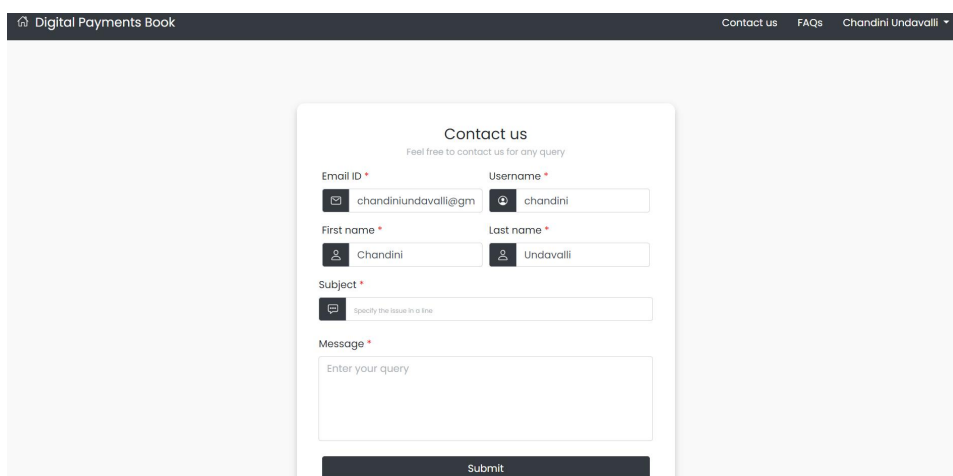 Digital Payments Book Contact us FAQs Chandini Undavalli
Contact us
Feel free to contact us for any query
Email ID * Username *
chandiniundavalli@gm chandini
First name * Last name *
Chandini Undavalli
Subject *
Specify the issue in a line
Message *
Enter your query
Submit